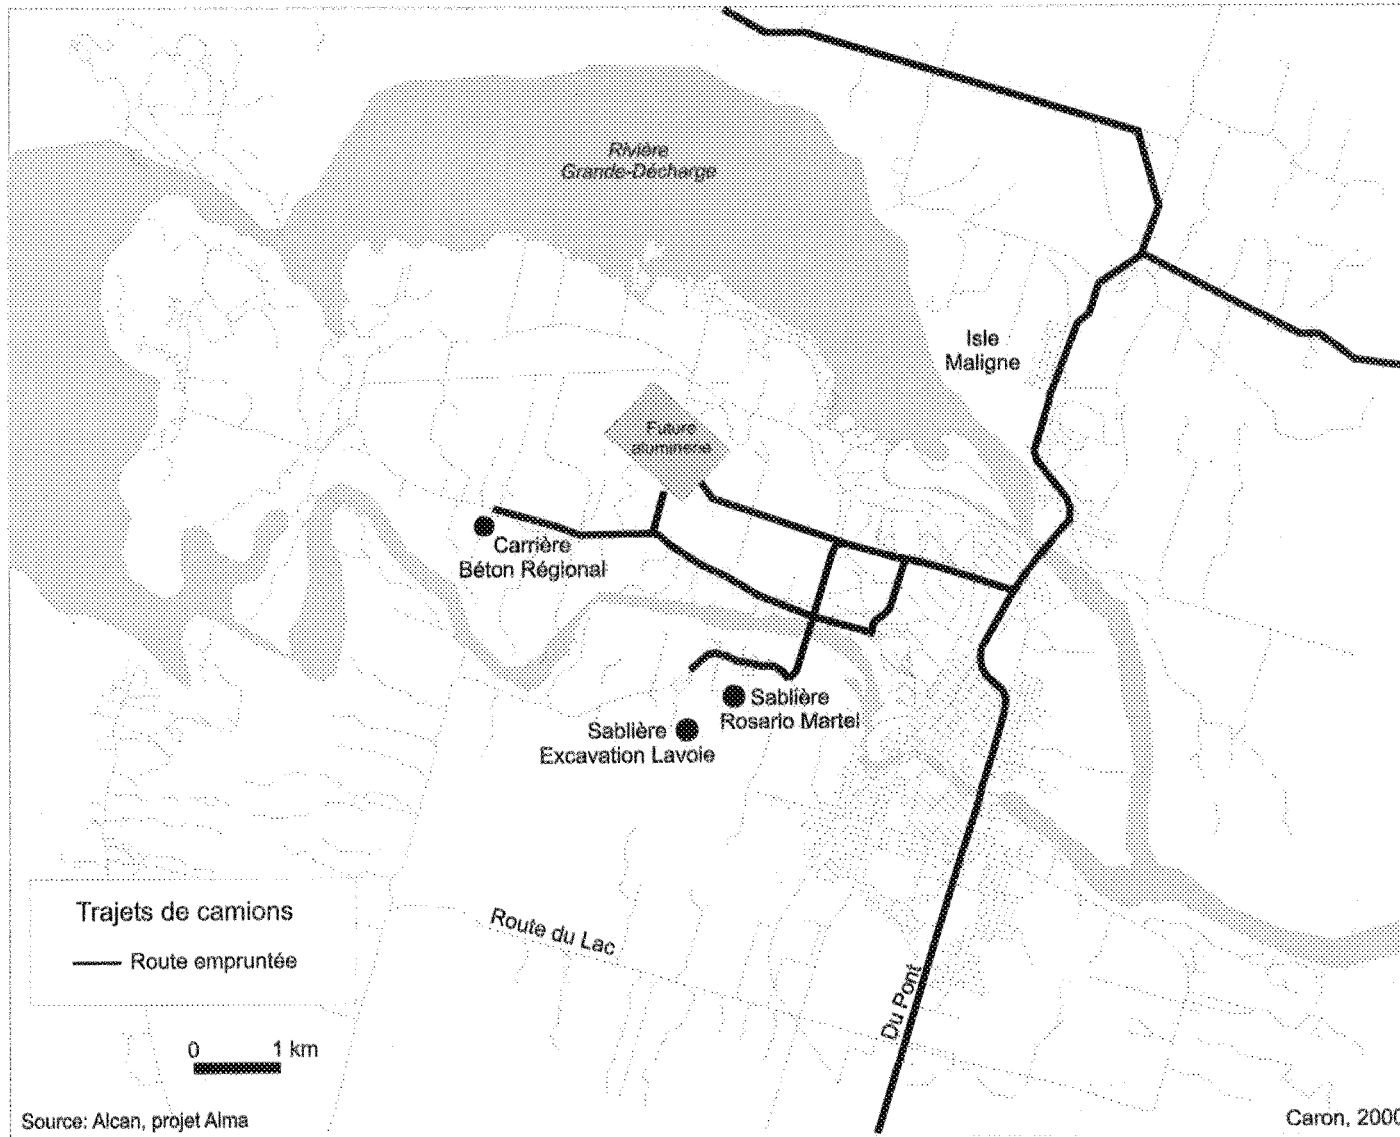 Rivière
Grande-Décharge
Isle
Maligne
Future
aluminerie
Carrière
Béton Régional
Sablière
Rosario Martel
Sablière
Excavation Lavoie
Trajets de camions
Route empruntée
Route du Lac
Du Pont
0 1 km
Source: Alcan, projet Alma
Caron, 2000